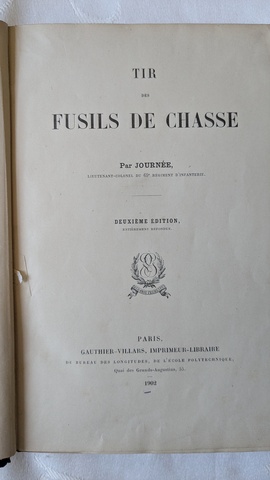 TIR
DES
FUSILS DE CHASSE
Par JOURNÉE,
LIEUTENANT-COLONEL DU 69e RÉGIMENT D'INFANTERIE.
DEUXIÈME ÉDITION,
ENTIÈREMENT REFONDUE.
PARIS,
GAUTHIER-VILLARS, IMPRIMEUR-LIBRAIRE
DU BUREAU DES LONGITUDES, DE L'ÉCOLE POLYTECHNIQUE,
Quai des Grands-Augustins, 55.
1902